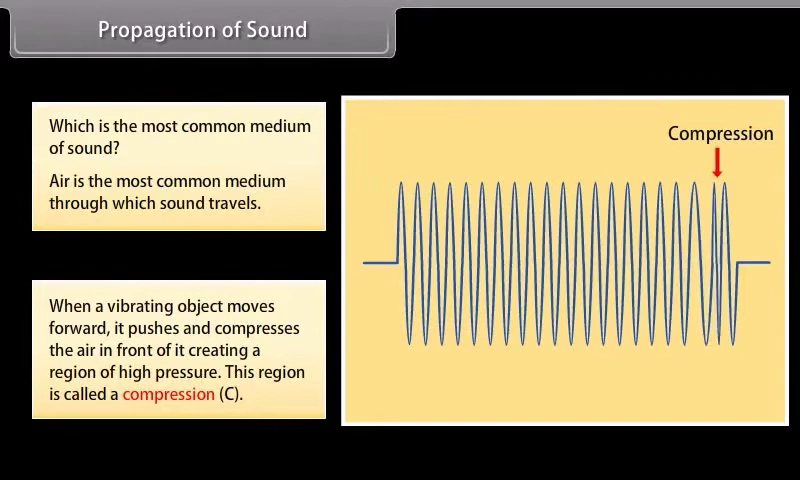 Propagation of Sound
Which is the most common medium
of sound?
Air is the most common medium
through which sound travels.
When a vibrating object moves
forward, it pushes and compresses
the air in front of it creating a
region of high pressure. This region
is called a compression (C).
Compression